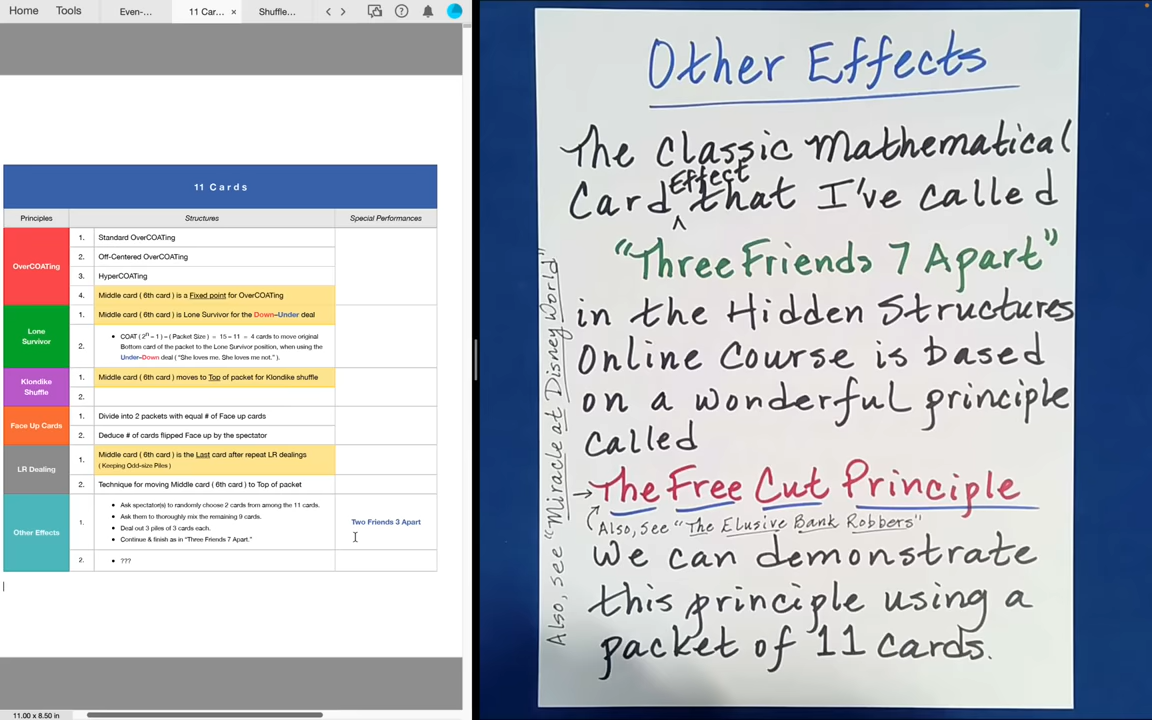 Home Tools Even-... 11 Car... × Shuffle...
11 Cards
Principles Structures Special Performances
OverCOATing
1. Standard OverCOATing
2. Off-Centered OverCOATing
3. HyperCOATing
4. Middle card ( 6th card ) is a Fixed point for OverCOATing
Lone
Survivor
1. Middle card ( 6th card ) is Lone Survivor for the Down–Under deal
2. • COAT ( 2ⁿ – 1 ) – ( Packet Size ) = 15 – 11 = 4 cards to move original
Bottom card of the packet to the Lone Survivor position, when using the
Under–Down deal ( "She loves me. She loves me not." ).
Klondike
Shuffle
1. Middle card ( 6th card ) moves to Top of packet for Klondike shuffle
2.
Face Up Cards
1. Divide into 2 packets with equal # of Face up cards
2. Deduce # of cards flipped Face up by the spectator
LR Dealing
1. Middle card ( 6th card ) is the Last card after repeat LR dealings
( Keeping Odd-size Piles )
2. Technique for moving Middle card ( 6th card ) to Top of packet
Other Effects
1. • Ask spectator(s) to randomly choose 2 cards from among the 11 cards.
• Ask them to thoroughly mix the remaining 9 cards.
• Deal out 3 piles of 3 cards each.
• Continue & finish as in "Three Friends 7 Apart."
Two Friends 3 Apart
2. • ???
11.00 x 8.50 in
Other Effects
The Classic Mathematical
Card Effect that I've called
"Three Friends 7 Apart"
in the Hidden Structures
Online Course is based
on a wonderful principle
called
→ The Free Cut Principle
(Also, see "The Elusive Bank Robbers"
We can demonstrate
this principle using a
packet of 11 cards.
Also, see "Miracle at Disney World"